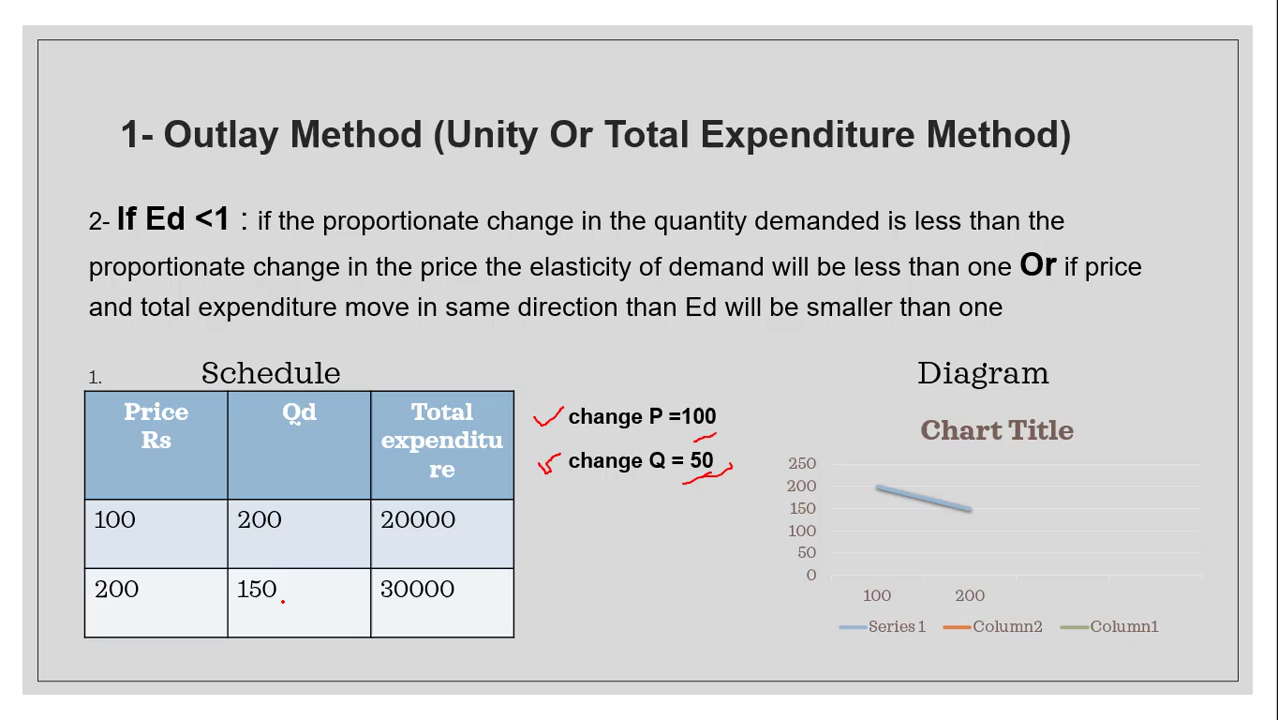 1- Outlay Method (Unity Or Total Expenditure Method)
2- If Ed <1 : if the proportionate change in the quantity demanded is less than the
proportionate change in the price the elasticity of demand will be less than one Or if price
and total expenditure move in same direction than Ed will be smaller than one
1. Schedule
Price Rs Qd Total expenditu re
100 200 20000
200 150 30000
change P =100
change Q = 50
Diagram
Chart Title
250
200
150
100
50
0
100 200
Series1 Column2 Column1